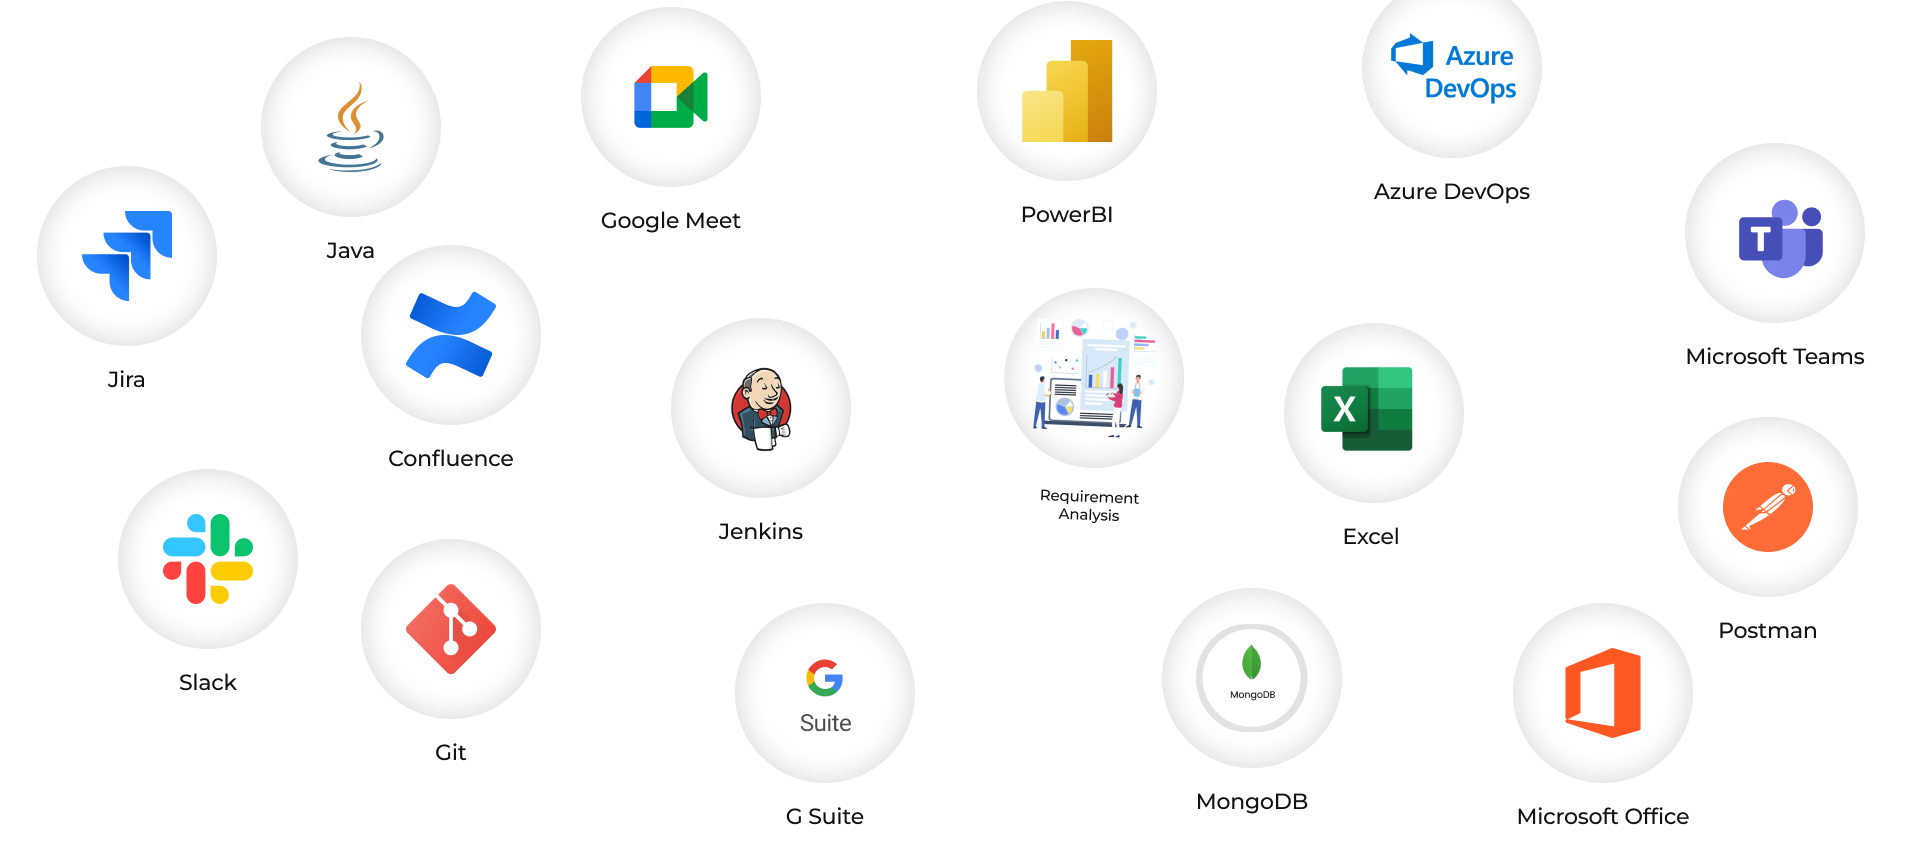 Azure
DevOps
Azure DevOps
PowerBI
Google Meet
Java
T
Microsoft Teams
Jira
Confluence
X
Requirement
Analysis
Jenkins
Excel
Postman
Slack
MongoDB
Suite
Git
MongoDB
G Suite
Microsoft Office